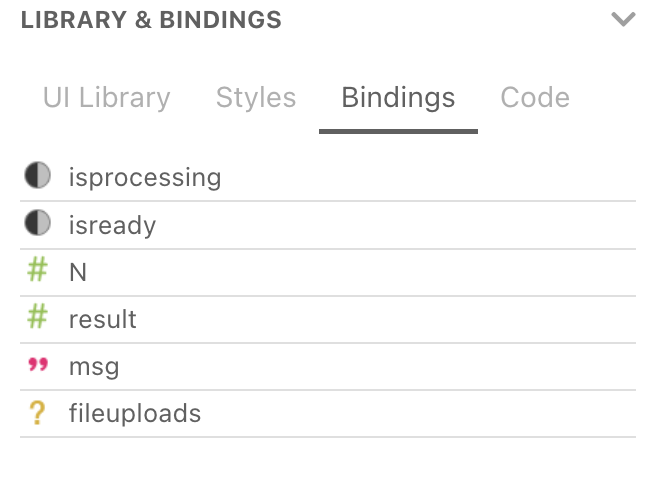 LIBRARY & BINDINGS
UI Library Styles Bindings Code
isprocessing
isready
# N
# result
❞ msg
? fileuploads